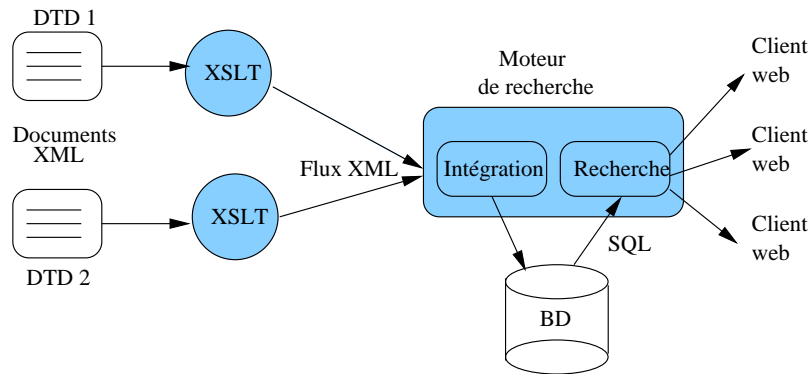 DTD 1
XSLT
Documents
XML
XSLT
DTD 2
Flux XML
Moteur
de recherche
Intégration
Recherche
SQL
BD
Client
web
Client
web
Client
web